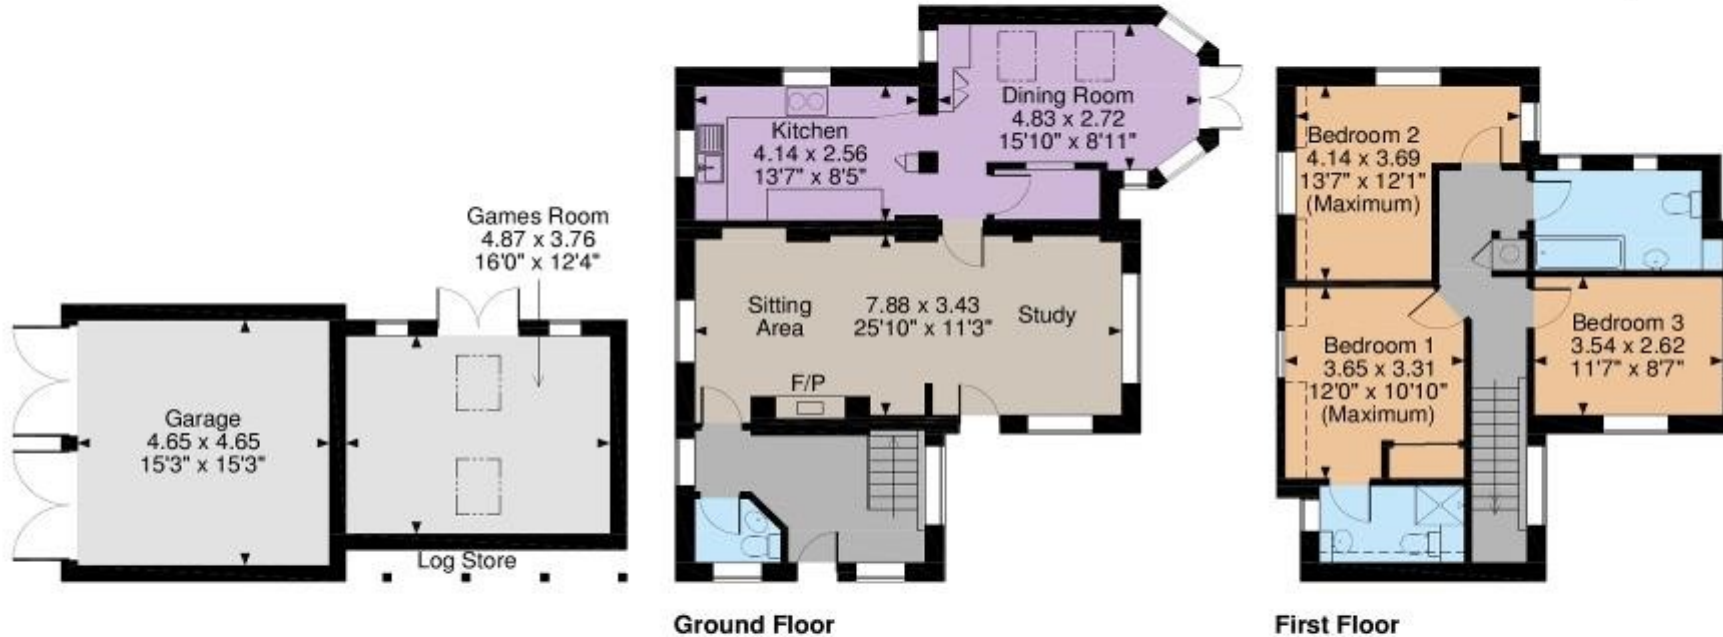 Games Room
4.87 x 3.76
16'0" x 12'4"
Garage
4.65 x 4.65
15'3" x 15'3"
Log Store
Kitchen
4.14 x 2.56
13'7" x 8'5"
Dining Room
4.83 x 2.72
15'10" x 8'11"
Sitting
Area
7.88 x 3.43
25'10" x 11'3"
Study
F/P
Ground Floor
Bedroom 2
4.14 x 3.69
13'7" x 12'1"
(Maximum)
Bedroom 1
3.65 x 3.31
12'0" x 10'10"
(Maximum)
Bedroom 3
3.54 x 2.62
11'7" x 8'7"
First Floor